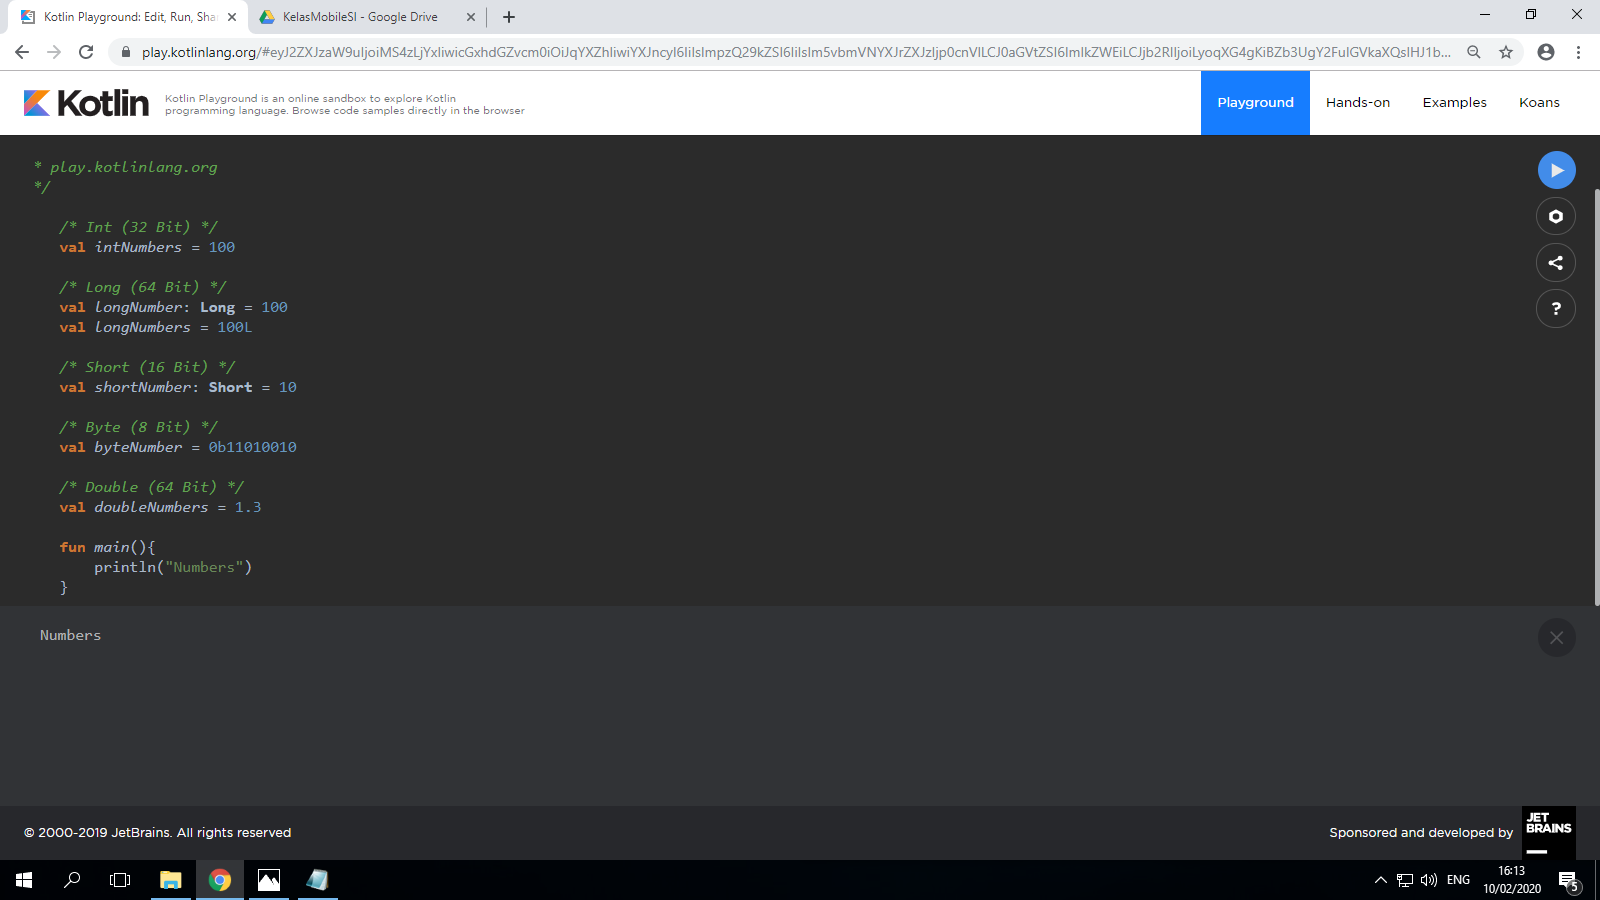 Kotlin Playground: Edit, Run, Sha
KelasMobileSI - Google Drive
Kotlin
Kotlin Playground is an online sandbox to explore Kotlin
programming language. Browse code samples directly in the browser
Playground
Hands-on
Examples
Koans
* play.kotlinlang.org
*/
/* Int (32 Bit) */
val intNumbers = 100
/* Long (64 Bit) */
val longNumber: Long = 100
val longNumbers = 100L
/* Short (16 Bit) */
val shortNumber: Short = 10
/* Byte (8 Bit) */
val byteNumber = 0b11010010
/* Double (64 Bit) */
val doubleNumbers = 1.3
fun main(){
println("Numbers")
}
?
Numbers
© 2000-2019 JetBrains. All rights reserved
Sponsored and developed by
JET
BRAINS
ENG
16:13
10/02/2020
5